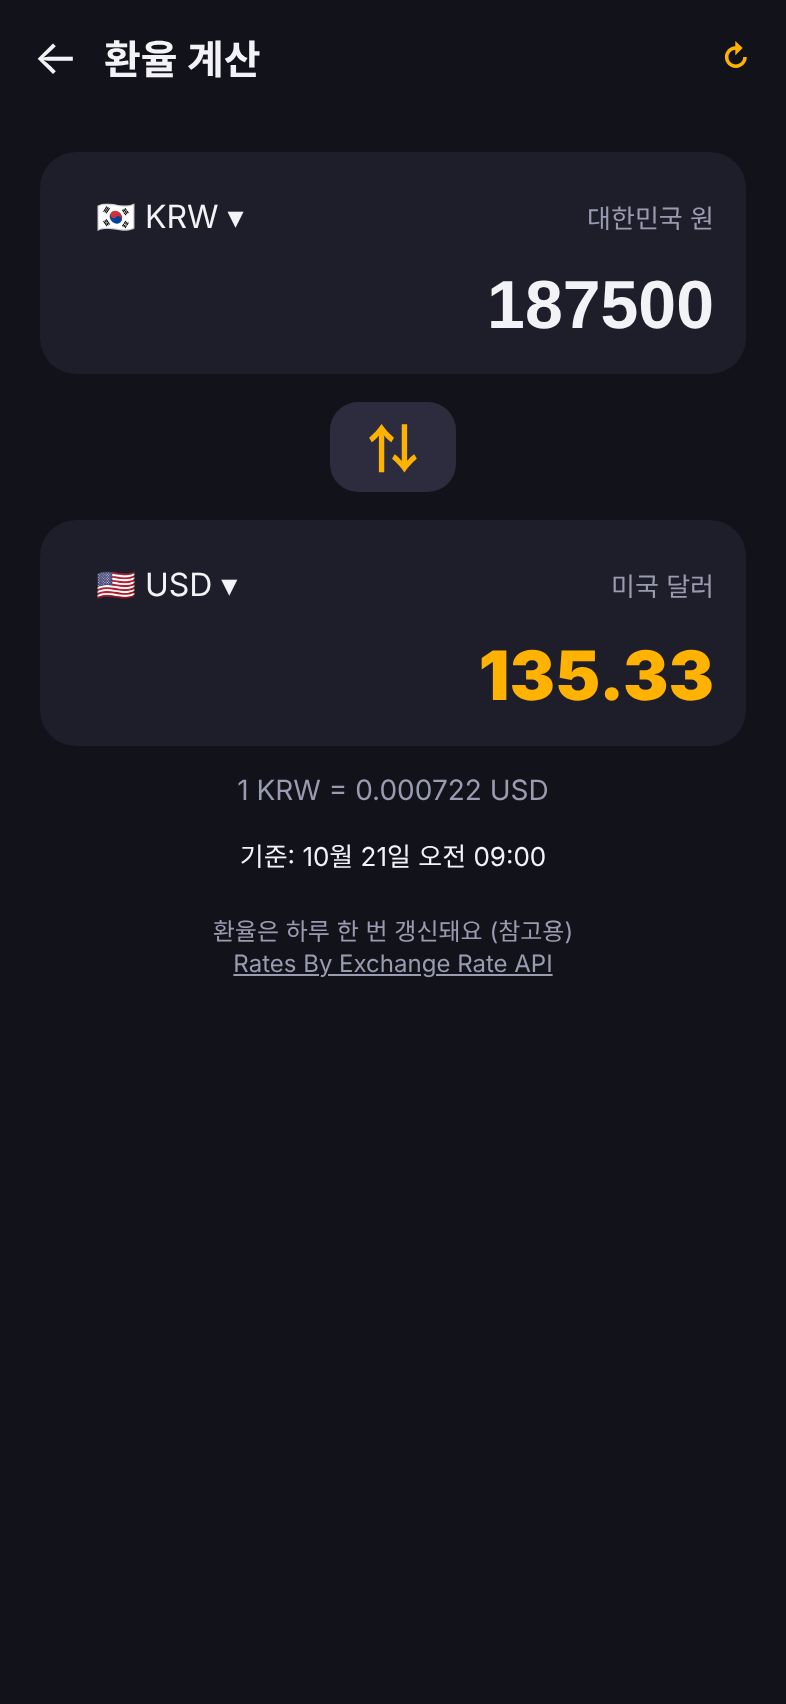 환율 계산
KRW ▾
대한민국 원
187500
USD ▾
미국 달러
135.33
1 KRW = 0.000722 USD
기준: 10월 21일 오전 09:00
환율은 하루 한 번 갱신돼요 (참고용)
Rates By Exchange Rate API